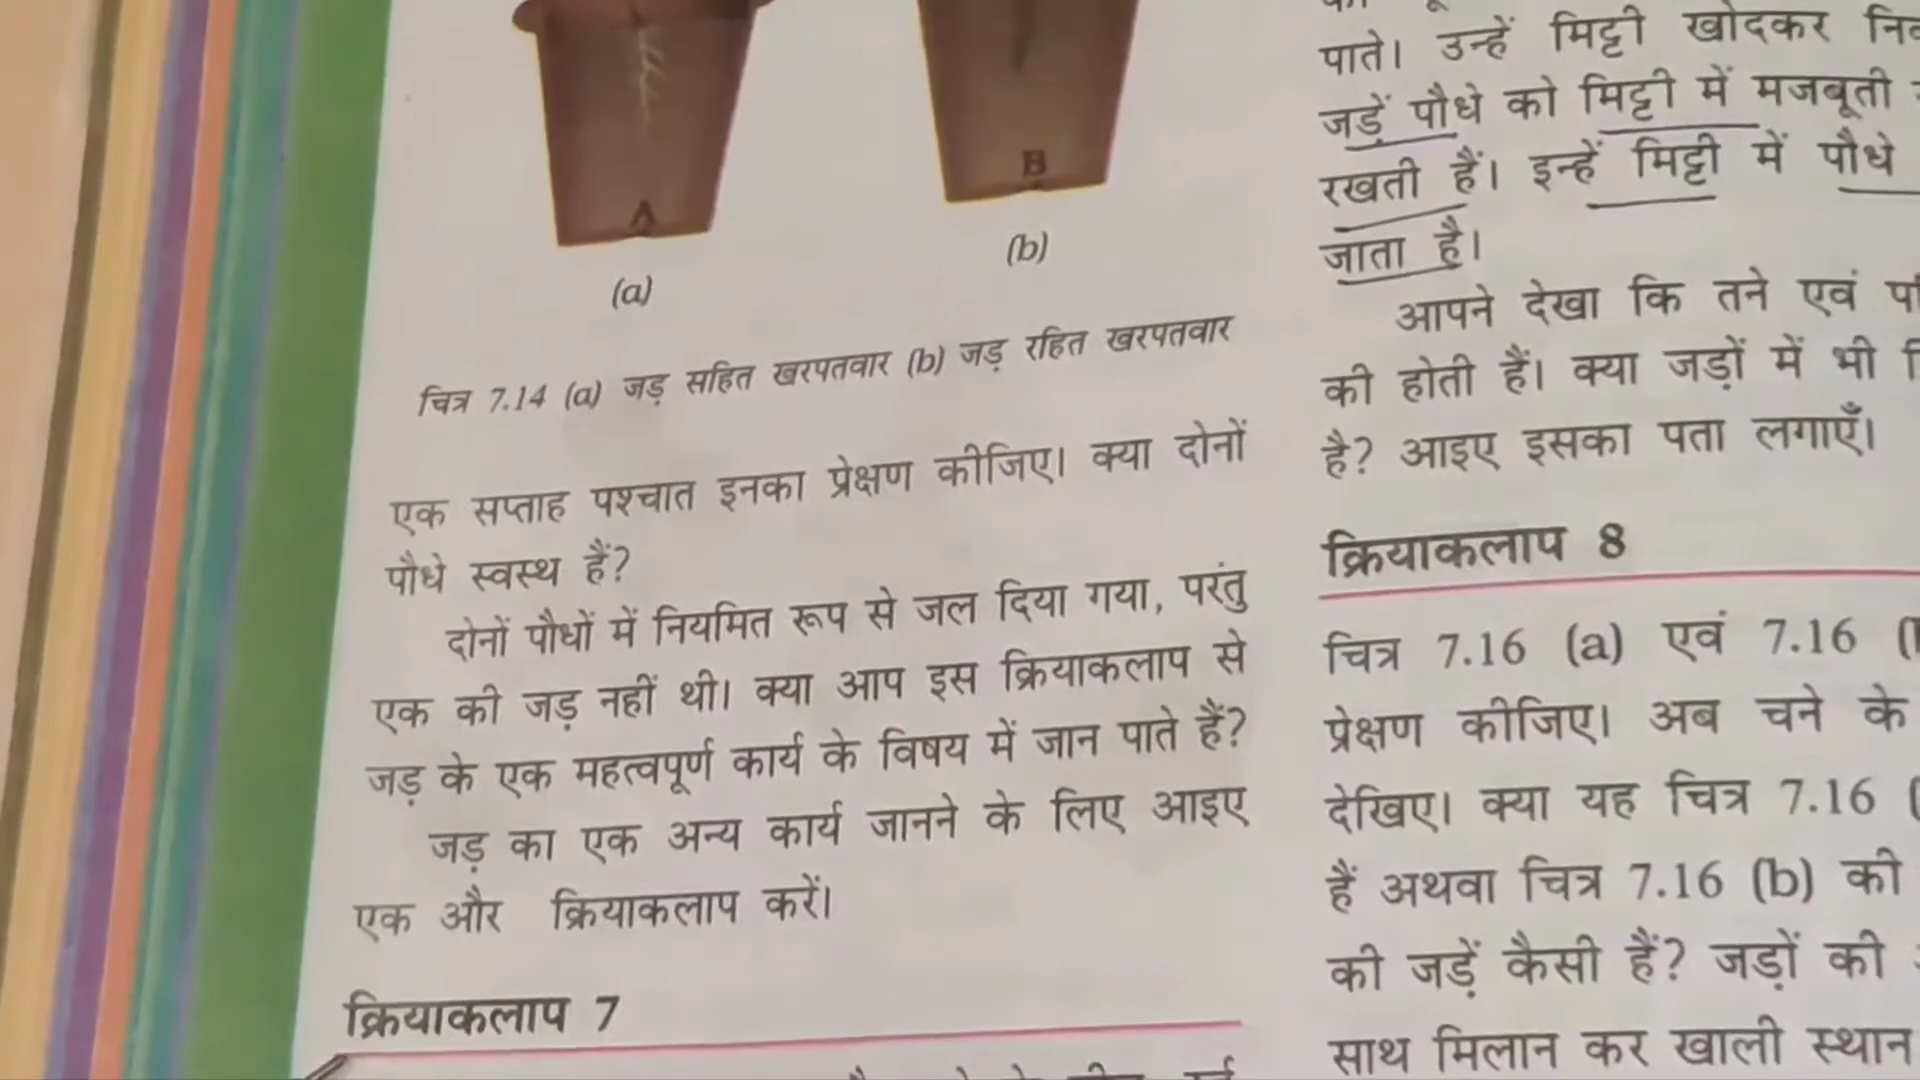 A
B
(a)
(b)
चित्र 7.14 (a) जड़ सहित खरपतवार (b) जड़ रहित खरपतवार
एक सप्ताह पश्चात इनका प्रेक्षण कीजिए। क्या दोनों
पौधे स्वस्थ हैं?
दोनों पौधों में नियमित रूप से जल दिया गया, परंतु
एक की जड़ नहीं थी। क्या आप इस क्रियाकलाप से
जड़ के एक महत्वपूर्ण कार्य के विषय में जान पाते हैं?
जड़ का एक अन्य कार्य जानने के लिए आइए
एक और क्रियाकलाप करें।
क्रियाकलाप 7
पाते। उन्हें मिट्टी खोदकर
जड़ें पौधे को मिट्टी में मजबूती
रखती हैं। इन्हें मिट्टी में पौधे
जाता है।
आपने देखा कि तने एवं
की होती हैं। क्या जड़ों में भी
है? आइए इसका पता लगाएँ।
क्रियाकलाप 8
चित्र 7.16 (a) एवं 7.16
प्रेक्षण कीजिए। अब चने के
देखिए। क्या यह चित्र 7.16
हैं अथवा चित्र 7.16 (b) की
की जड़ें कैसी हैं? जड़ों की
साथ मिलान कर खाली स्थान